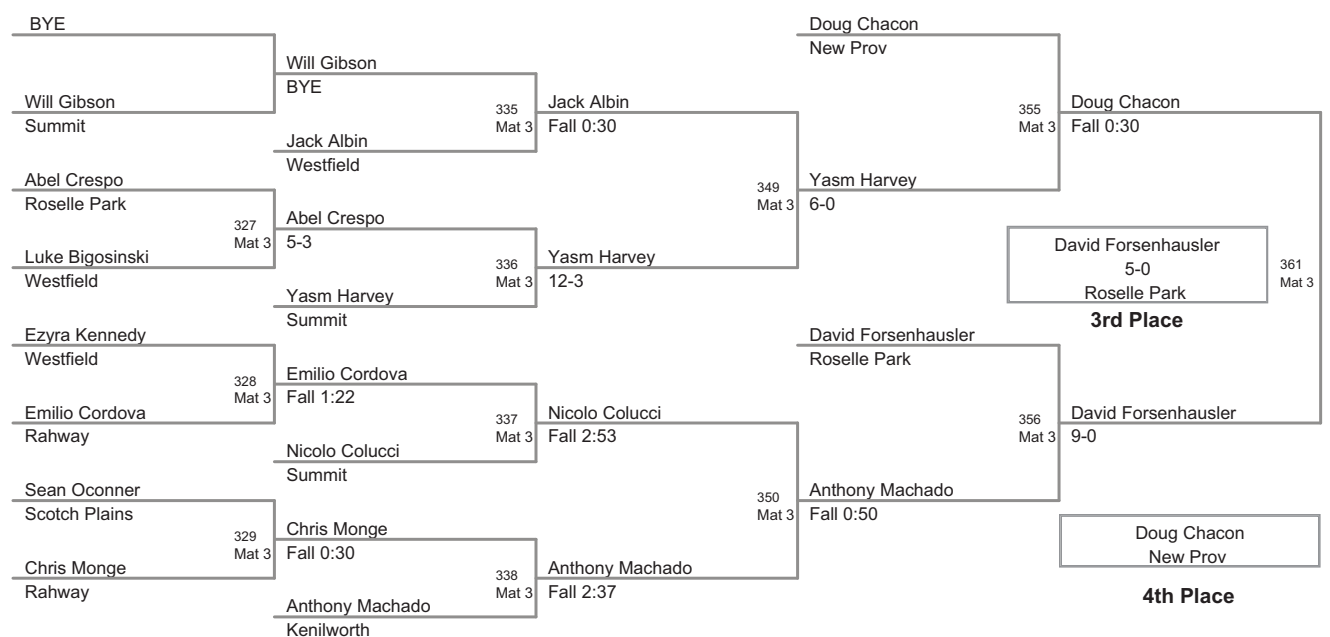 BYE
Will Gibson
Summit
Abel Crespo
Roselle Park
327
Mat 3
Luke Bigosinski
Westfield
Ezyra Kennedy
Westfield
328
Mat 3
Emilio Cordova
Rahway
Sean Oconner
Scotch Plains
329
Mat 3
Chris Monge
Rahway
Will Gibson
BYE
335
Mat 3
Jack Albin
Westfield
Abel Crespo
5-3
336
Mat 3
Yasm Harvey
Summit
Emilio Cordova
Fall 1:22
337
Mat 3
Nicolo Colucci
Summit
Chris Monge
Fall 0:30
338
Mat 3
Anthony Machado
Kenilworth
Jack Albin
Fall 0:30
349
Mat 3
Yasm Harvey
12-3
Nicolo Colucci
Fall 2:53
350
Mat 3
Anthony Machado
Fall 2:37
Doug Chacon
New Prov
355
Mat 3
Yasm Harvey
6-0
David Forsenhausler
Roselle Park
356
Mat 3
Anthony Machado
Fall 0:50
Doug Chacon
Fall 0:30
361
Mat 3
David Forsenhausler
9-0
David Forsenhausler
5-0
Roselle Park
3rd Place
Doug Chacon
New Prov
4th Place